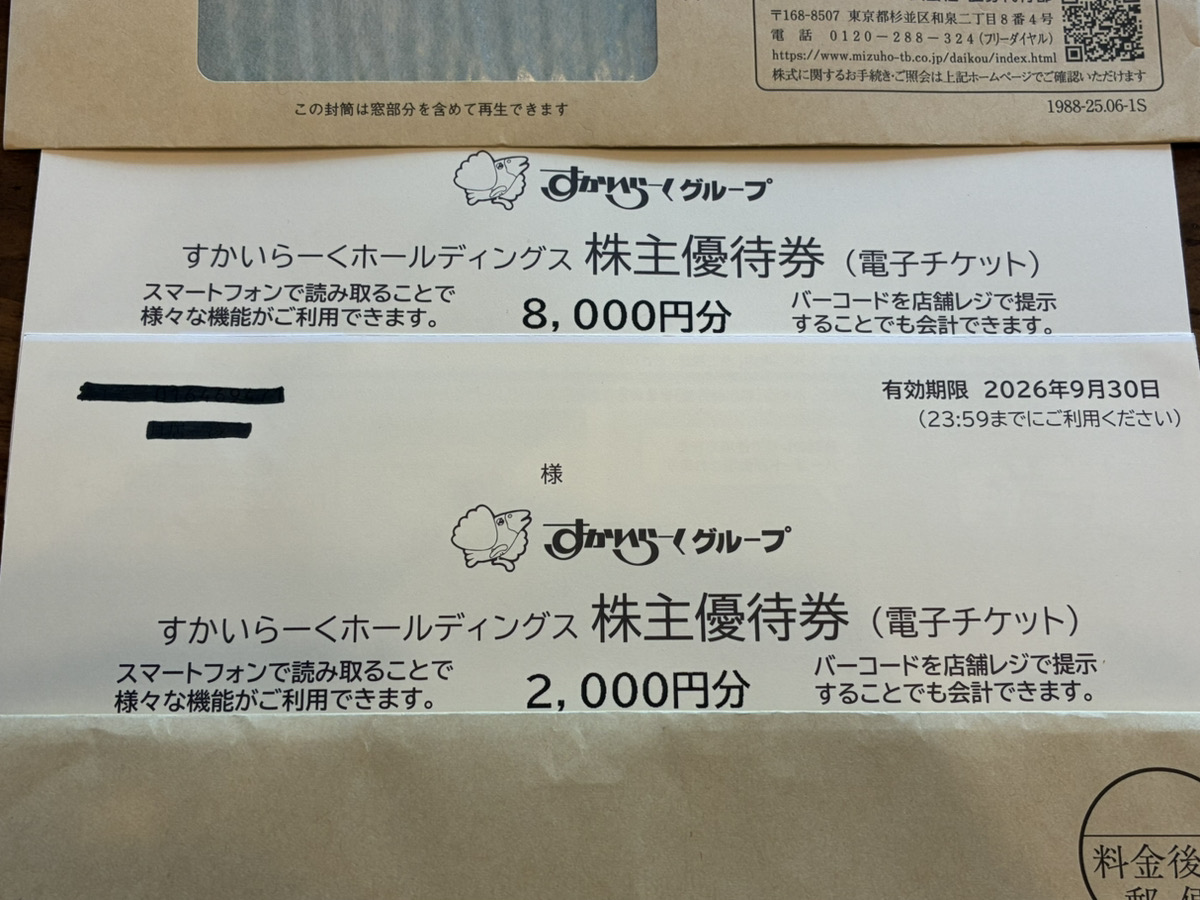 〒168-8507 東京都杉並区和泉二丁目8番4号
電話 0120-288-324(フリーダイヤル)
https://www.mizuho-tb.co.jp/daikou/index.html
株式に関するお手続き・ご照会は上記ホームページでご確認いただけます
この封筒は窓部分を含めて再生できます
1988-25.06-1S
すかいらーくグループ
すかいらーくホールディングス 株主優待券(電子チケット)
スマートフォンで読み取ることで
様々な機能がご利用できます。
8,000円分
バーコードを店舗レジで提示
することでも会計できます。
有効期限 2026年9月30日
(23:59までにご利用ください)
様
すかいらーくグループ
すかいらーくホールディングス 株主優待券(電子チケット)
スマートフォンで読み取ることで
様々な機能がご利用できます。
2,000円分
バーコードを店舗レジで提示
することでも会計できます。
料金後
郵便